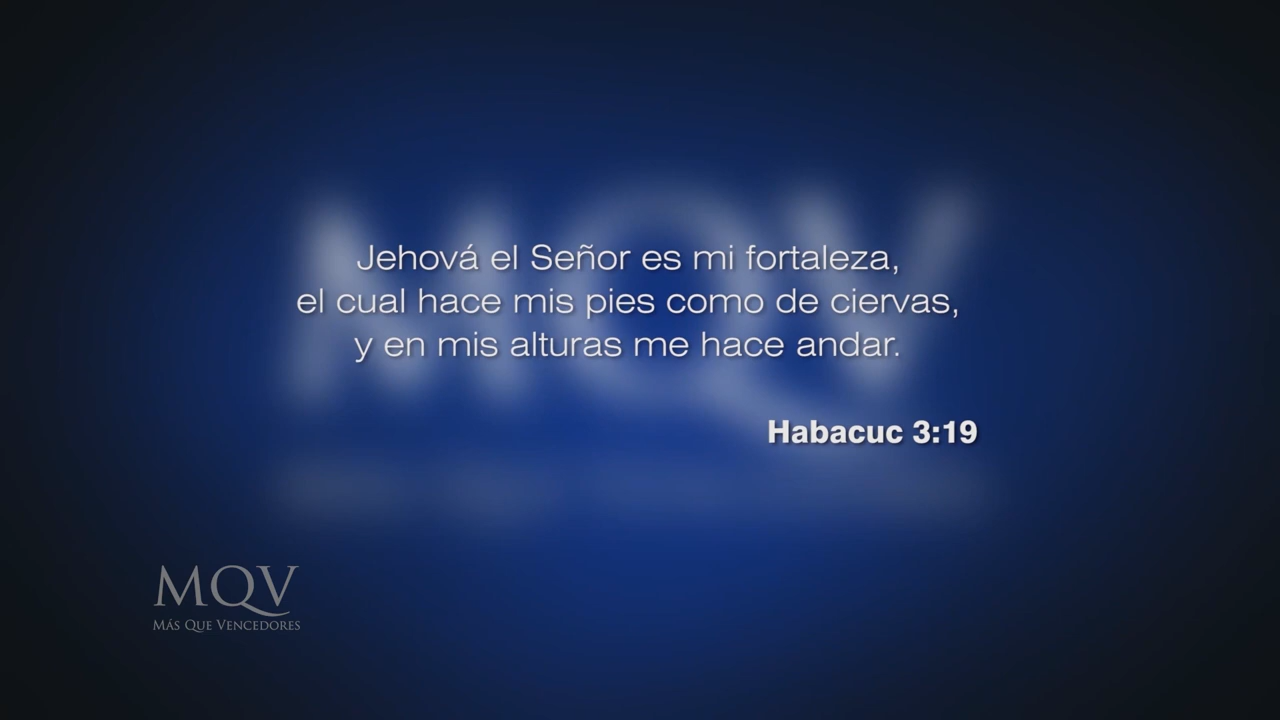 Jehová el Señor es mi fortaleza,
el cual hace mis pies como de ciervas,
y en mis alturas me hace andar.
Habacuc 3:19
MQV
MÁS QUE VENCEDORES